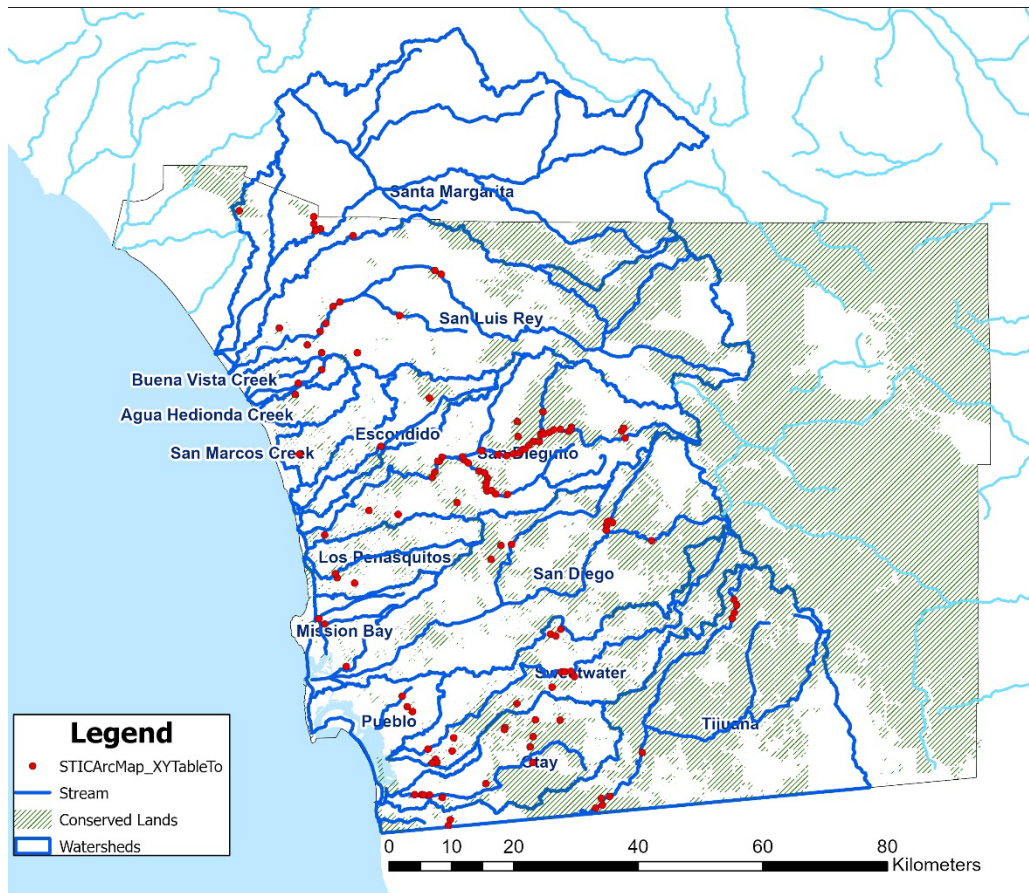 Santa Margarita
San Luis Rey
Buena Vista Creek
Agua Hedionda Creek
Escondido
San Marcos Creek
San Dieguito
Los Penasquitos
San Diego
Mission Bay
Sweetwater
Pueblo
Tijuana
Otay
Legend
STICArcMap_XYTableTo
Stream
Conserved Lands
Watersheds
0 10 20 40 60 80
Kilometers